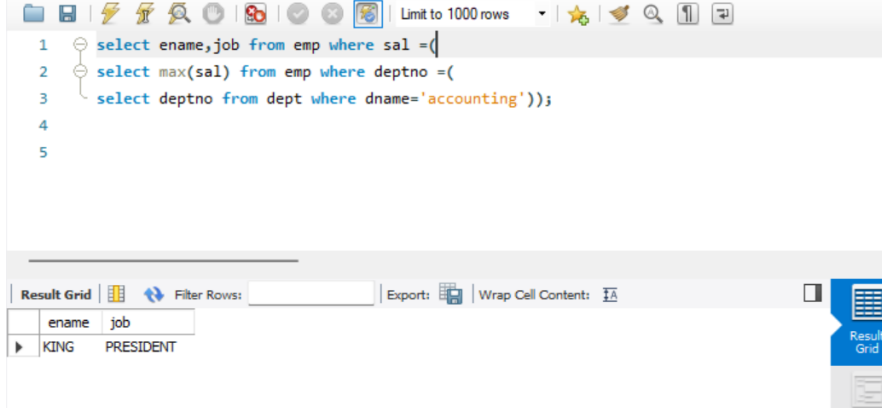 Limit to 1000 rows
1 select ename,job from emp where sal =(
2 select max(sal) from emp where deptno =(
3 select deptno from dept where dname='accounting'));
4
5
Result Grid Filter Rows: Export: Wrap Cell Content: IA
ename job
KING PRESIDENT
Result
Grid